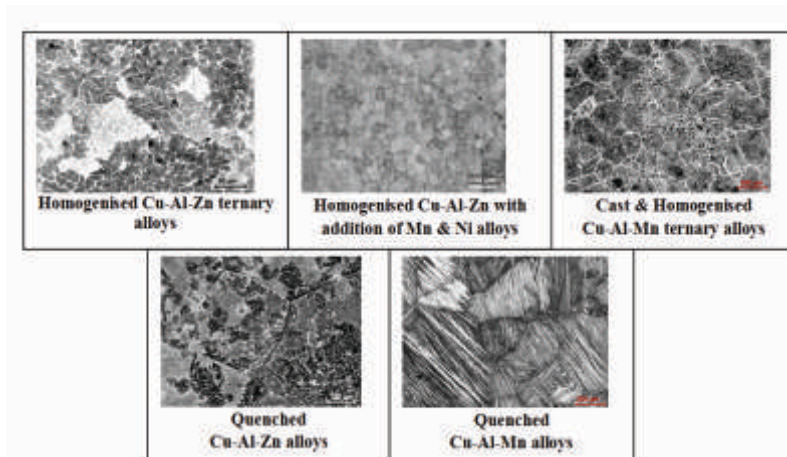 Homogenised Cu-Al-Zn ternary
alloys
Homogenised Cu-Al-Zn with
addition of Mn & Ni alloys
Cast & Homogenised
Cu-Al-Mn ternary alloys
Quenched
Cu-Al-Zn alloys
Quenched
Cu-Al-Mn alloys